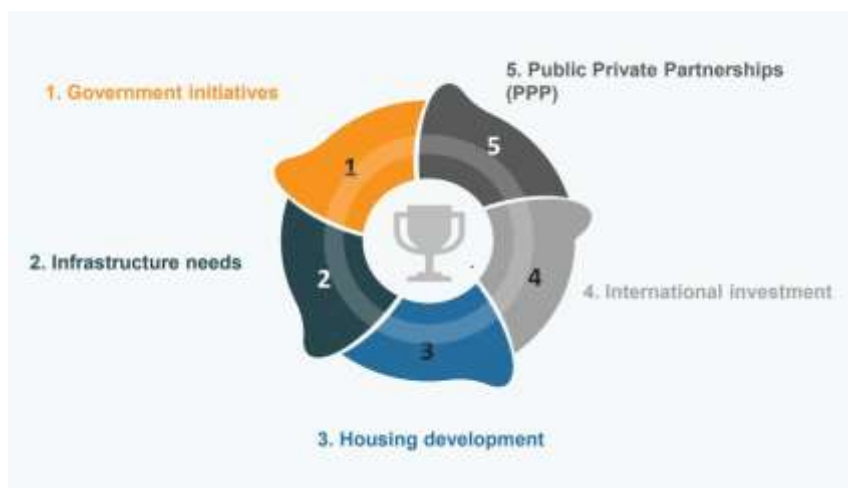 1. Government initiatives
5. Public Private Partnerships
(PPP)
1
5
2. Infrastructure needs
2
4
4. International investment
3
3. Housing development